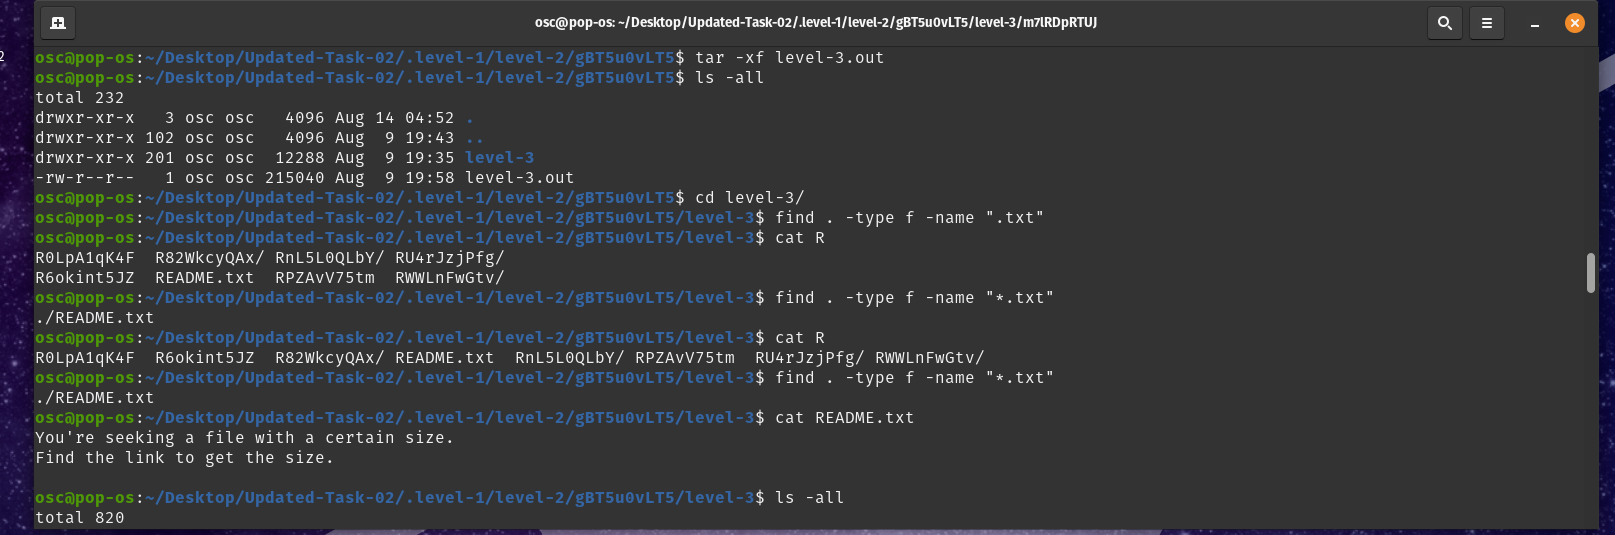 osc@pop-os: ~/Desktop/Updated-Task-02/.level-1/level-2/gBT5u0vLT5/level-3/m7lRDpRTUJ
2
osc@pop-os:~/Desktop/Updated-Task-02/.level-1/level-2/gBT5u0vLT5$ tar -xf level-3.out
osc@pop-os:~/Desktop/Updated-Task-02/.level-1/level-2/gBT5u0vLT5$ ls -all
total 232
drwxr-xr-x   3 osc osc   4096 Aug 14 04:52 .
drwxr-xr-x 102 osc osc   4096 Aug  9 19:43 ..
drwxr-xr-x 201 osc osc  12288 Aug  9 19:35 level-3
-rw-r--r--   1 osc osc 215040 Aug  9 19:58 level-3.out
osc@pop-os:~/Desktop/Updated-Task-02/.level-1/level-2/gBT5u0vLT5$ cd level-3/
osc@pop-os:~/Desktop/Updated-Task-02/.level-1/level-2/gBT5u0vLT5/level-3$ find . -type f -name ".txt"
osc@pop-os:~/Desktop/Updated-Task-02/.level-1/level-2/gBT5u0vLT5/level-3$ cat R
R0LpA1qK4F  R82WkcyQAx/ RnL5L0QLbY/ RU4rJzjPfg/
R6okint5JZ  README.txt  RPZAvV75tm  RWWLnFwGtv/
osc@pop-os:~/Desktop/Updated-Task-02/.level-1/level-2/gBT5u0vLT5/level-3$ find . -type f -name "*.txt"
./README.txt
osc@pop-os:~/Desktop/Updated-Task-02/.level-1/level-2/gBT5u0vLT5/level-3$ cat R
R0LpA1qK4F  R6okint5JZ  R82WkcyQAx/ README.txt  RnL5L0QLbY/ RPZAvV75tm  RU4rJzjPfg/ RWWLnFwGtv/
osc@pop-os:~/Desktop/Updated-Task-02/.level-1/level-2/gBT5u0vLT5/level-3$ find . -type f -name "*.txt"
./README.txt
osc@pop-os:~/Desktop/Updated-Task-02/.level-1/level-2/gBT5u0vLT5/level-3$ cat README.txt
You're seeking a file with a certain size.
Find the link to get the size.
osc@pop-os:~/Desktop/Updated-Task-02/.level-1/level-2/gBT5u0vLT5/level-3$ ls -all
total 820